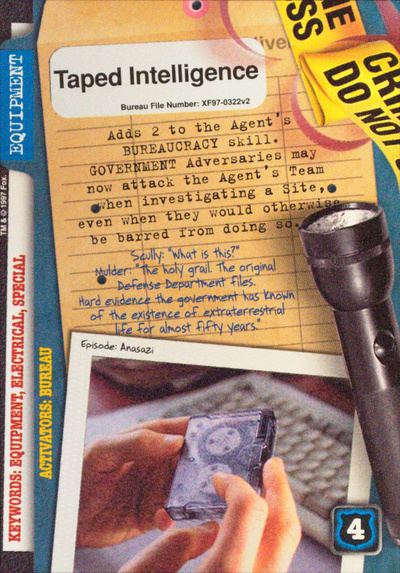 Taped Intelligence
Bureau File Number: XF97-0322v2
Adds 2 to the Agent's
BUREAUCRACY skill.
GOVERNMENT Adversaries may
now attack the Agent's Team
when investigating a Site,
even when they would otherwise
be barred from doing so.
Scully: "What is this?"
Mulder: "The holy grail. The original
Defense Department files.
Hard evidence the government has known
of the existence of extraterrestrial
life for almost fifty years."
Episode: Anasazi
EQUIPMENT
TM & © 1997 Fox.
KEYWORDS: EQUIPMENT, ELECTRICAL, SPECIAL
ACTIVATORS: BUREAU
DO NOT
4